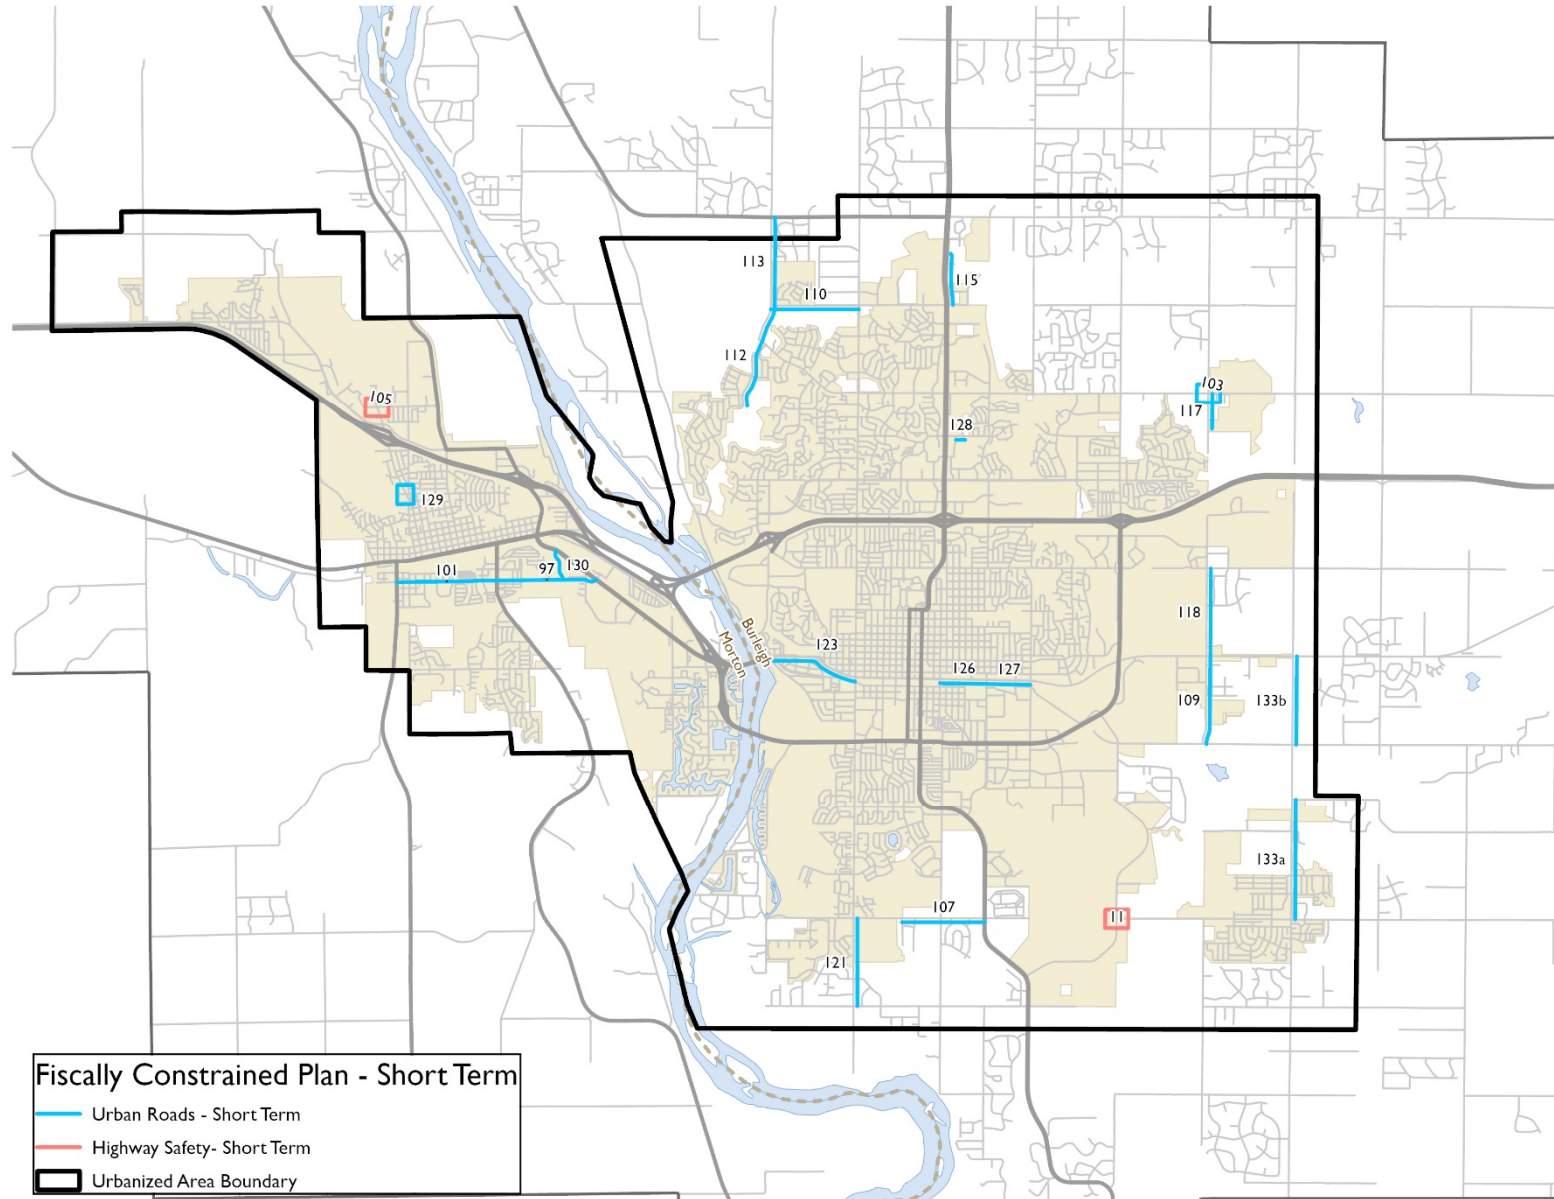 113
110
115
112
103
117
105
128
129
101
97
130
118
Burleigh
Morton
123
126
127
109
133b
133a
107
11
121
Fiscally Constrained Plan - Short Term
Urban Roads - Short Term
Highway Safety- Short Term
Urbanized Area Boundary